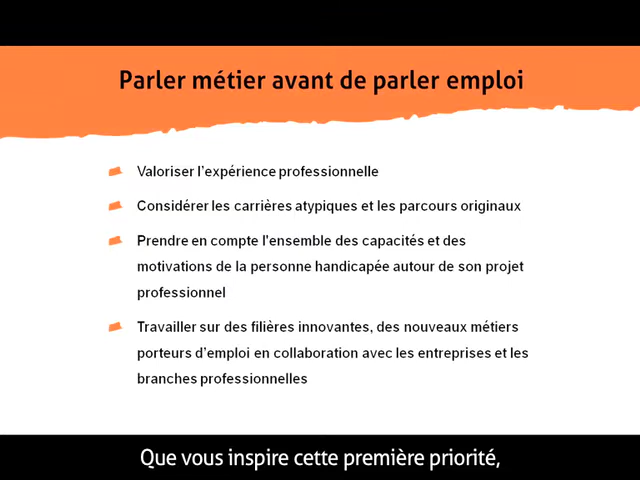 Parler métier avant de parler emploi
Valoriser l'expérience professionnelle
Considérer les carrières atypiques et les parcours originaux
Prendre en compte l'ensemble des capacités et des
motivations de la personne handicapée autour de son projet
professionnel
Travailler sur des filières innovantes, des nouveaux métiers
porteurs d'emploi en collaboration avec les entreprises et les
branches professionnelles
Que vous inspire cette première priorité,